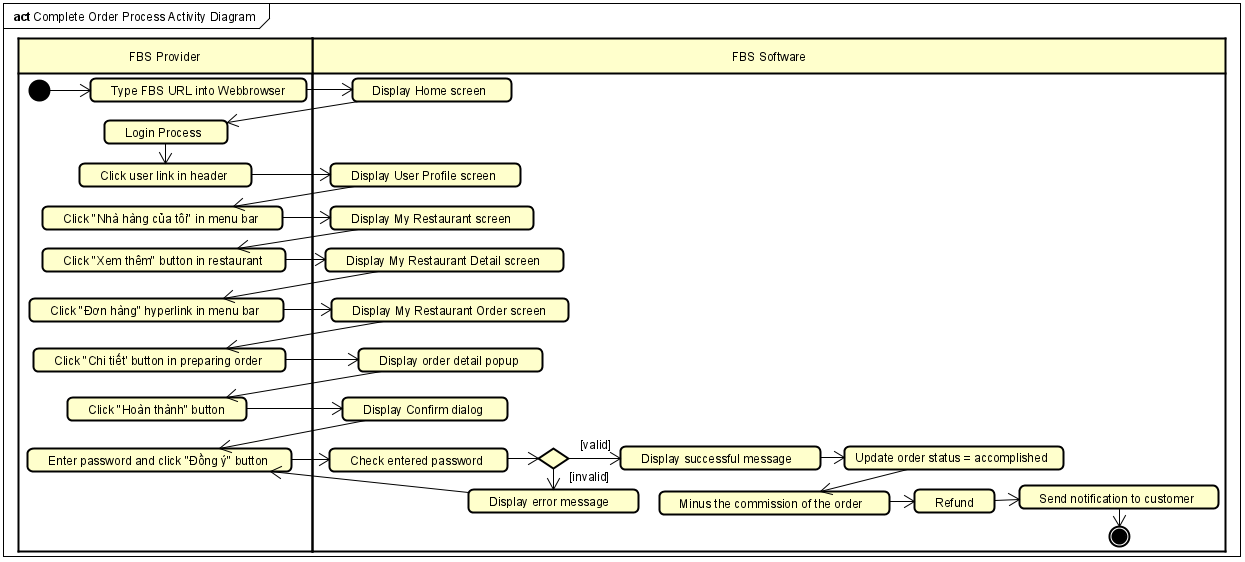 act Complete Order Process Activity Diagram
FBS Provider
FBS Software
Type FBS URL into Webbrowser
Display Home screen
Login Process
Click user link in header
Display User Profile screen
Click "Nhà hàng của tôi" in menu bar
Display My Restaurant screen
Click "Xem thêm" button in restaurant
Display My Restaurant Detail screen
Click "Đơn hàng" hyperlink in menu bar
Display My Restaurant Order screen
Click "Chi tiết' button in preparing order
Display order detail popup
Click "Hoàn thành" button
Display Confirm dialog
Enter password and click "Đồng ý" button
Check entered password
[valid]
Display successful message
Update order status = accomplished
[invalid]
Display error message
Minus the commission of the order
Refund
Send notification to customer